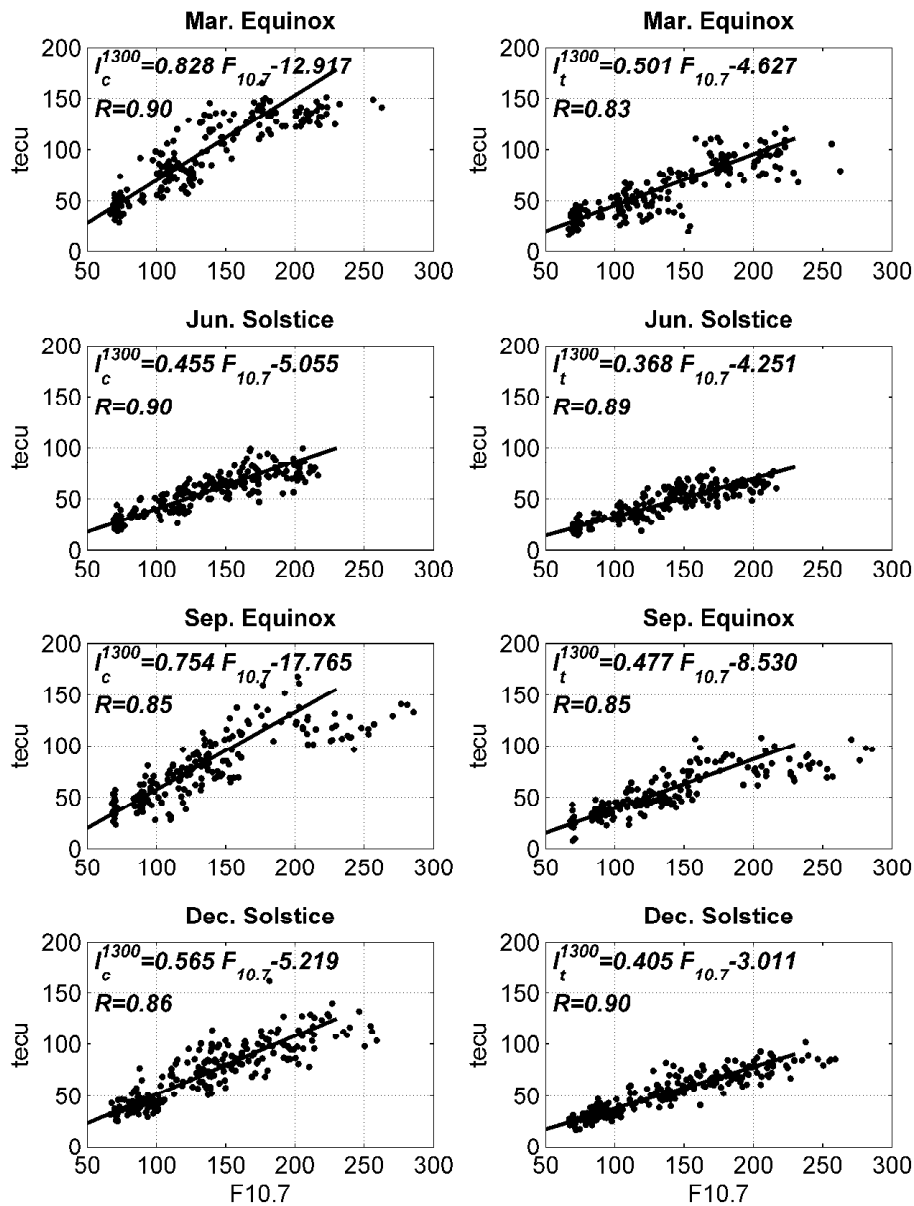 Mar. Equinox
I_c^1300=0.828 F_10.7-12.917
R=0.90
tecu
200
150
100
50
0
50 100 150 200 250 300
Mar. Equinox
I_t^1300=0.501 F_10.7-4.627
R=0.83
tecu
200
150
100
50
0
50 100 150 200 250 300
Jun. Solstice
I_c^1300=0.455 F_10.7-5.055
R=0.90
tecu
200
150
100
50
0
50 100 150 200 250 300
Jun. Solstice
I_t^1300=0.368 F_10.7-4.251
R=0.89
tecu
200
150
100
50
0
50 100 150 200 250 300
Sep. Equinox
I_c^1300=0.754 F_10.7-17.765
R=0.85
tecu
200
150
100
50
0
50 100 150 200 250 300
Sep. Equinox
I_t^1300=0.477 F_10.7-8.530
R=0.85
tecu
200
150
100
50
0
50 100 150 200 250 300
Dec. Solstice
I_c^1300=0.565 F_10.7-5.219
R=0.86
tecu
200
150
100
50
0
50 100 150 200 250 300
F10.7
Dec. Solstice
I_t^1300=0.405 F_10.7-3.011
R=0.90
tecu
200
150
100
50
0
50 100 150 200 250 300
F10.7